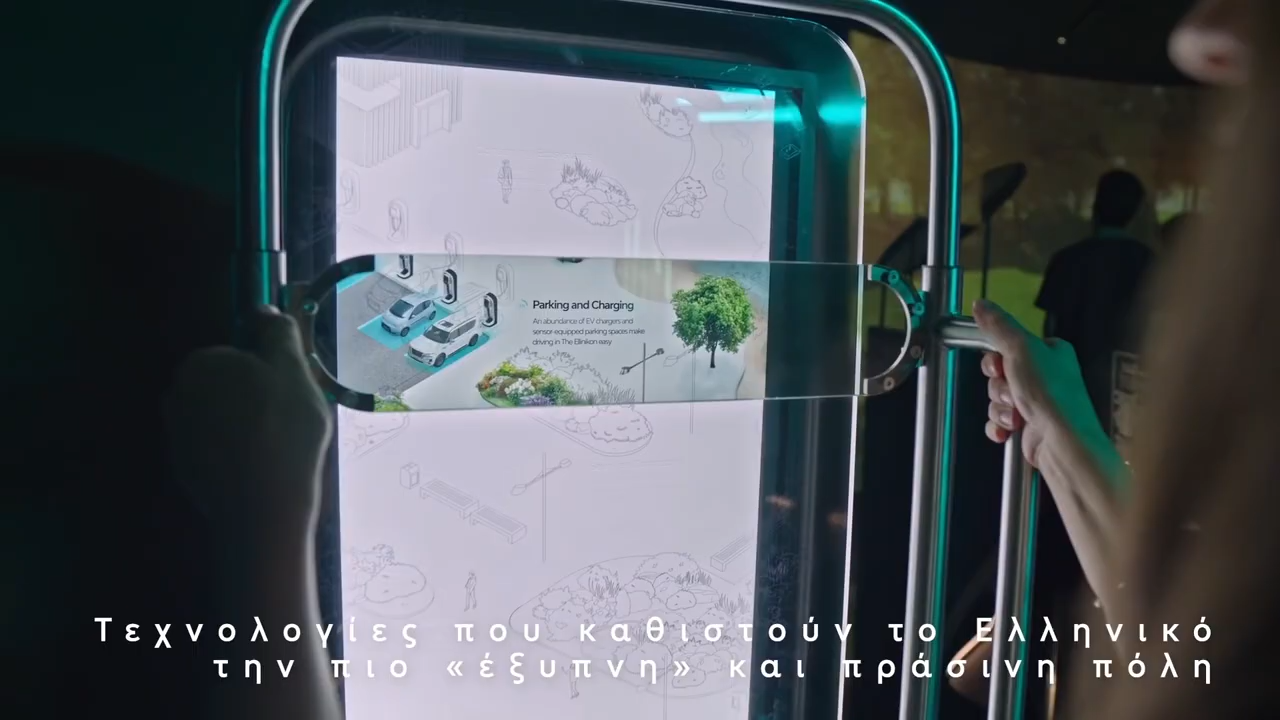 Parking and Charging
An abundance of EV chargers and
sensor-equipped parking spaces make
driving in The Ellinikon easy
Τεχνολογίες που καθιστούν το Ελληνικό
την πιο «έξυπνη» και πράσινη πόλη